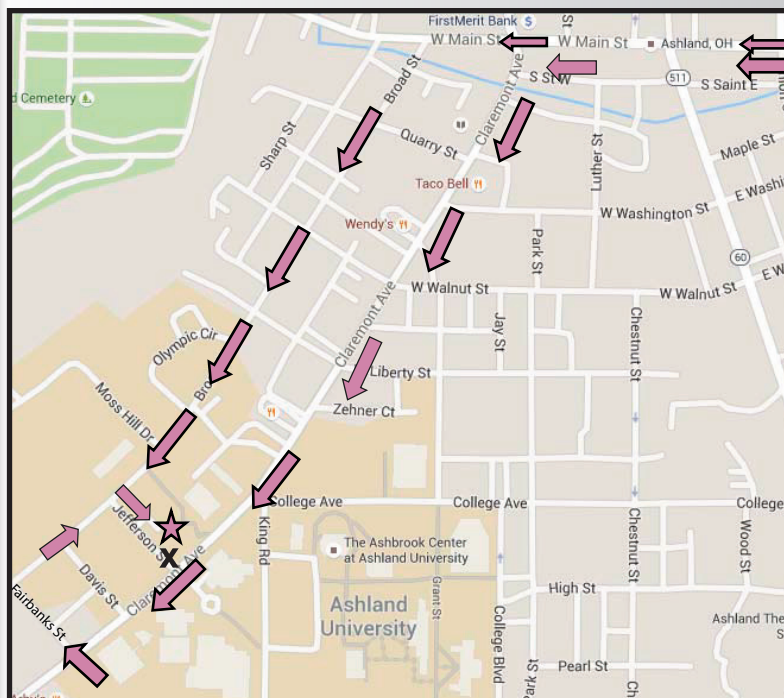 FirstMerit Bank $
W Main St
W Main St
Ashland, OH
St
S St W
511
S Saint E
d Cemetery
Broad St
Claremont Ave
Sharp St
Quarry St
Luther St
Maple St
Taco Bell
E Washi
W Washington St
Wendy's
Park St
60
W Walnut St
W Walnut St
E W
Claremont Ave
Jay St
Chestnut St
Olympic Cir
Bro
Liberty St
Moss Hill Dr
Zehner Ct
College Ave
College Ave
College
Jefferson St
X
King Rd
The Ashbrook Center
at Ashland University
Chestnut St
Wood St
Claremont Ave
Davis St
Fairbanks St
Grant St
High St
Ashland
University
College Blvd
Ashland The
S
Park St
Pearl St
Ch